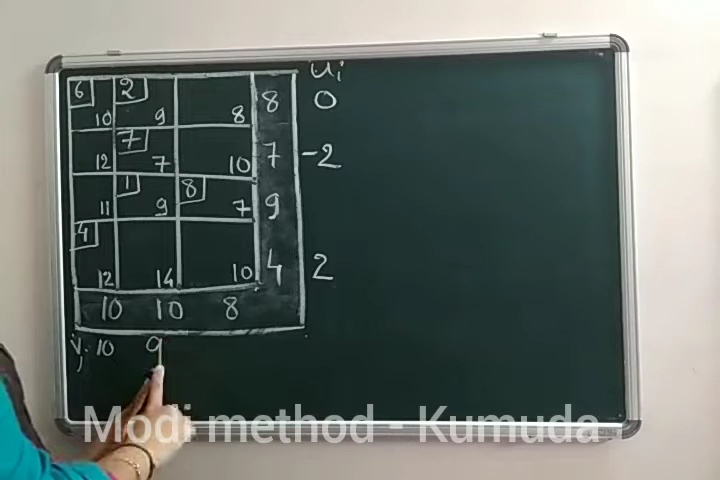 ui
6 2
10 9 8 8 0
7
12 7 10 7 -2
1 8
11 9 7 9
4
12 14 10 4 2
10 10 8
vj 10 9
Modi method - Kumuda